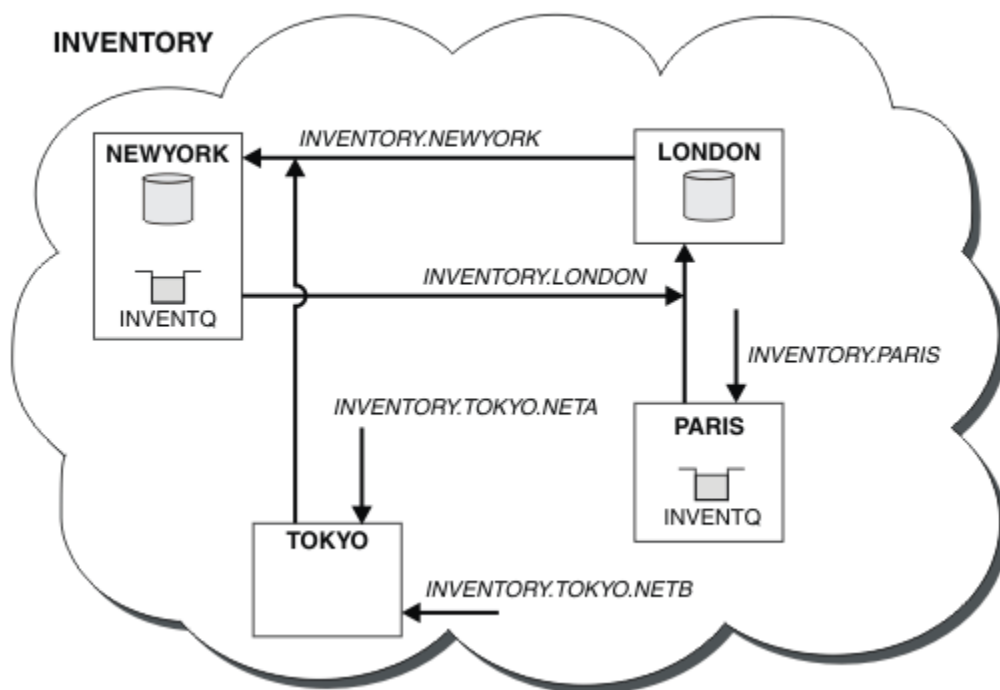 INVENTORY
INVENTORY.NEWYORK
NEWYORK
LONDON
INVENTORY.LONDON
INVENTQ
INVENTORY.PARIS
INVENTORY.TOKYO.NETA
PARIS
INVENTQ
TOKYO
INVENTORY.TOKYO.NETB